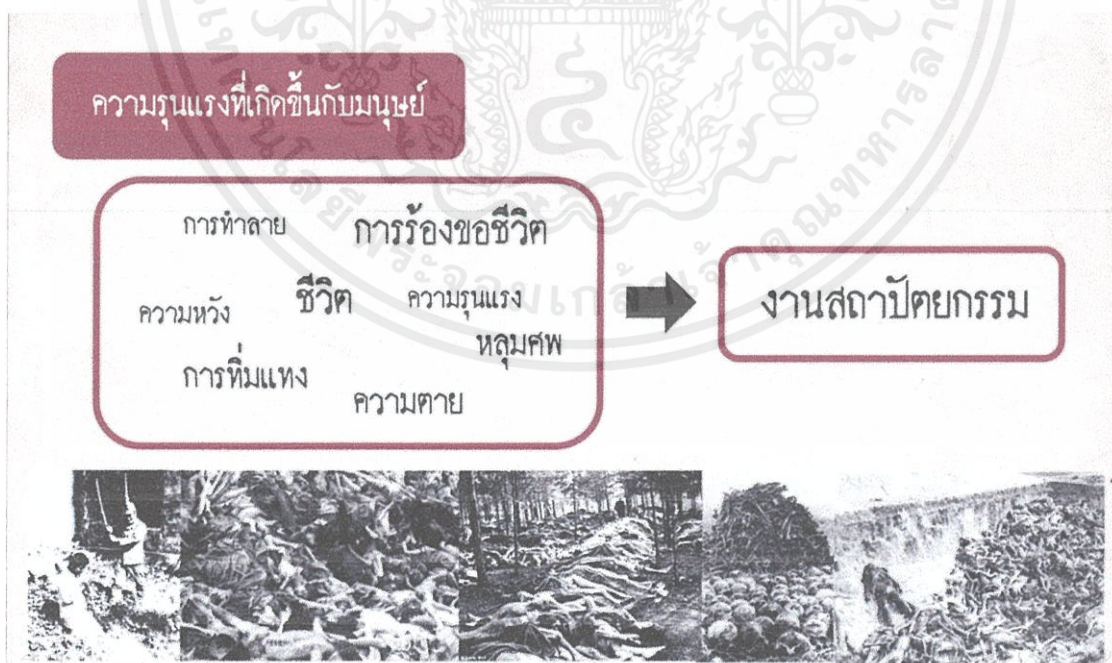 ความรุนแรงที่เกิดขึ้นกับมนุษย์
การทำลาย การร้องขอชีวิต
ความหวัง ชีวิต ความรุนแรง
หลุมศพ
การทิ่มแทง
ความตาย
งานสถาปัตยกรรม